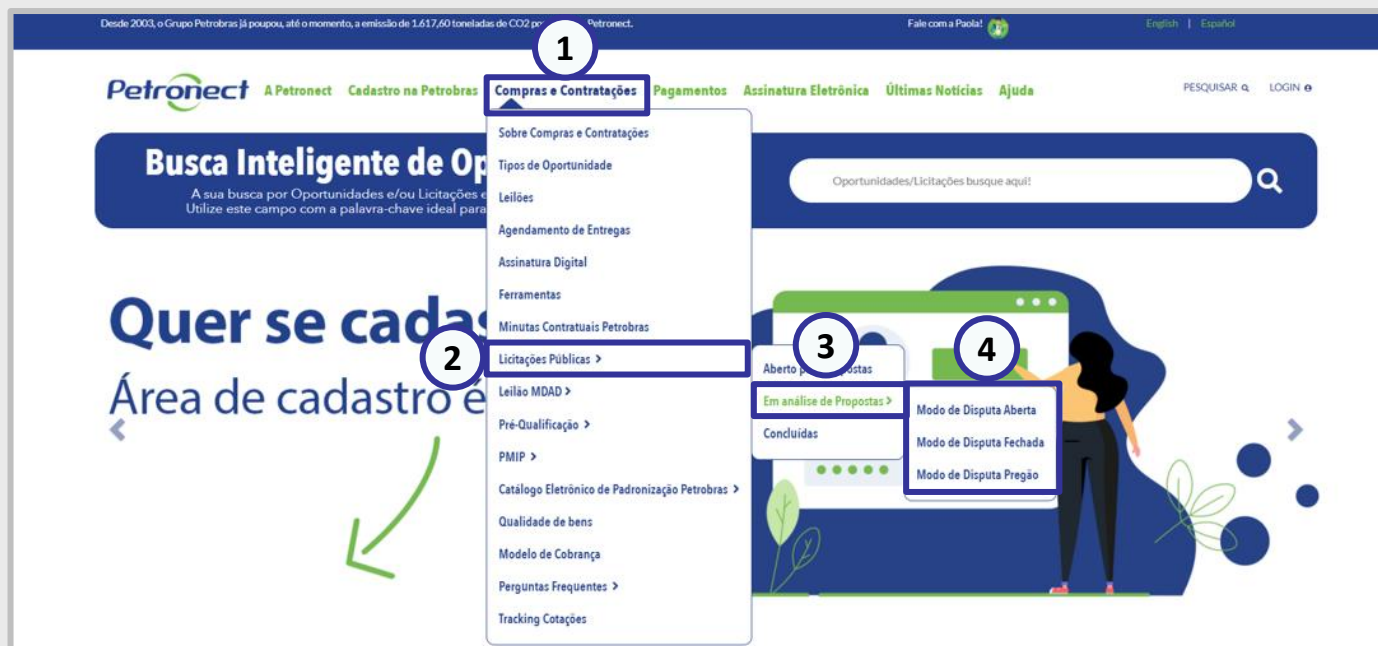 Desde 2003, o Grupo Petrobras já poupou, até o momento, a emissão de 1.617,60 toneladas de CO2 Petronect.
Fale com a Paola!
English | Español
1
Petronect
A Petronect Cadastro na Petrobras Compras e Contratações Pagamentos Assinatura Eletrônica Últimas Notícias Ajuda
PESQUISAR LOGIN
Busca Inteligente de
A sua busca por Oportunidades e/ou Licitações
Utilize este campo com a palavra-chave ideal para
Oportunidades/Licitações busque aqui!
Sobre Compras e Contratações
Tipos de Oportunidade
Leilões
Agendamento de Entregas
Assinatura Digital
Ferramentas
Minutas Contratuais Petrobras
2
Licitações Públicas >
Leilão MDAD >
Pré-Qualificação >
PMIP >
Catálogo Eletrônico de Padronização Petrobras >
Qualidade de bens
Modelo de Cobrança
Perguntas Frequentes >
Tracking Cotações
3
Aberto
Em análise de Propostas >
Concluídas
4
Modo de Disputa Aberta
Modo de Disputa Fechada
Modo de Disputa Pregão
Quer se
Área de cadastro é